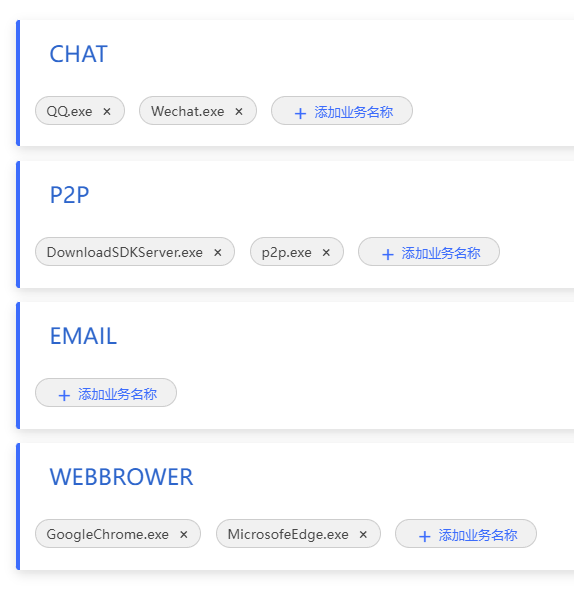 CHAT
QQ.exe × Wechat.exe × + 添加业务名称
P2P
DownloadSDKServer.exe × p2p.exe × + 添加业务名称
EMAIL
+ 添加业务名称
WEBBROWER
GoogleChrome.exe × MicrosofeEdge.exe × + 添加业务名称